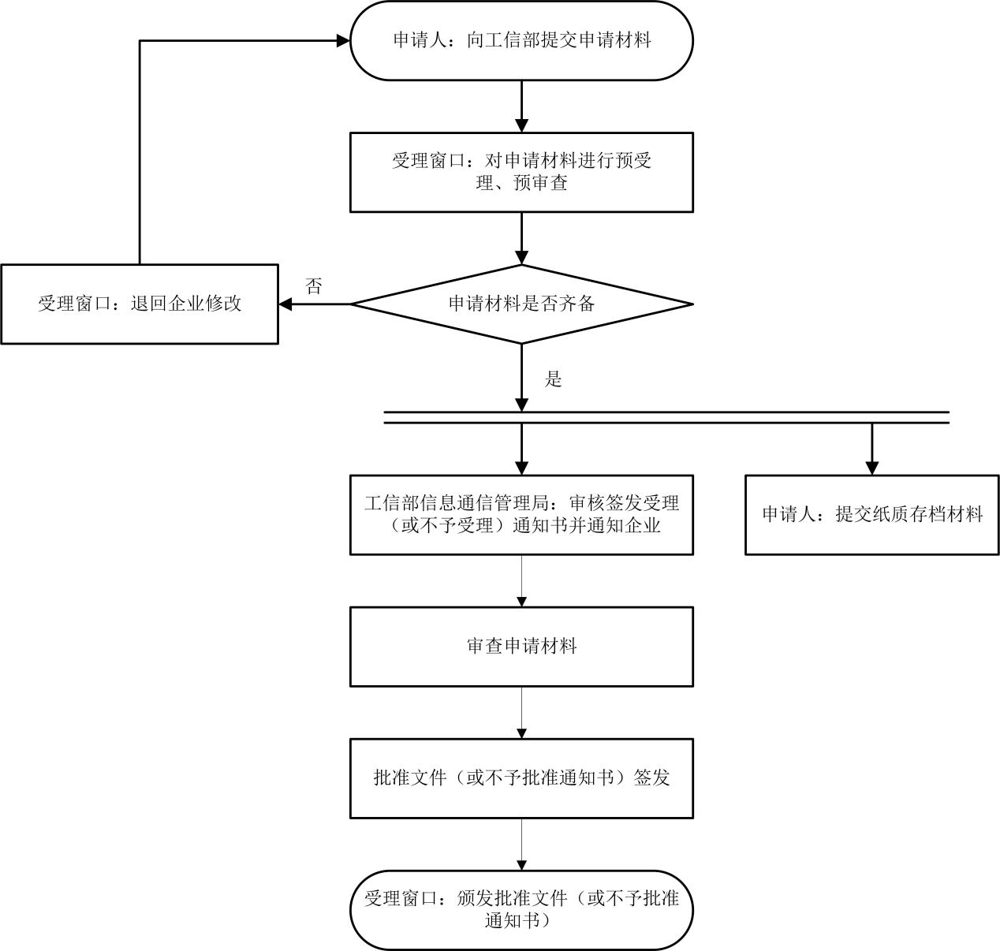 申请人：向工信部提交申请材料
受理窗口：对申请材料进行预受
理、预审查
否
受理窗口：退回企业修改
申请材料是否齐备
是
工信部信息通信管理局：审核签发受理
（或不予受理）通知书并通知企业
申请人：提交纸质存档材料
审查申请材料
批准文件（或不予批准通知书）签发
受理窗口：颁发批准文件（或不予批准
通知书）